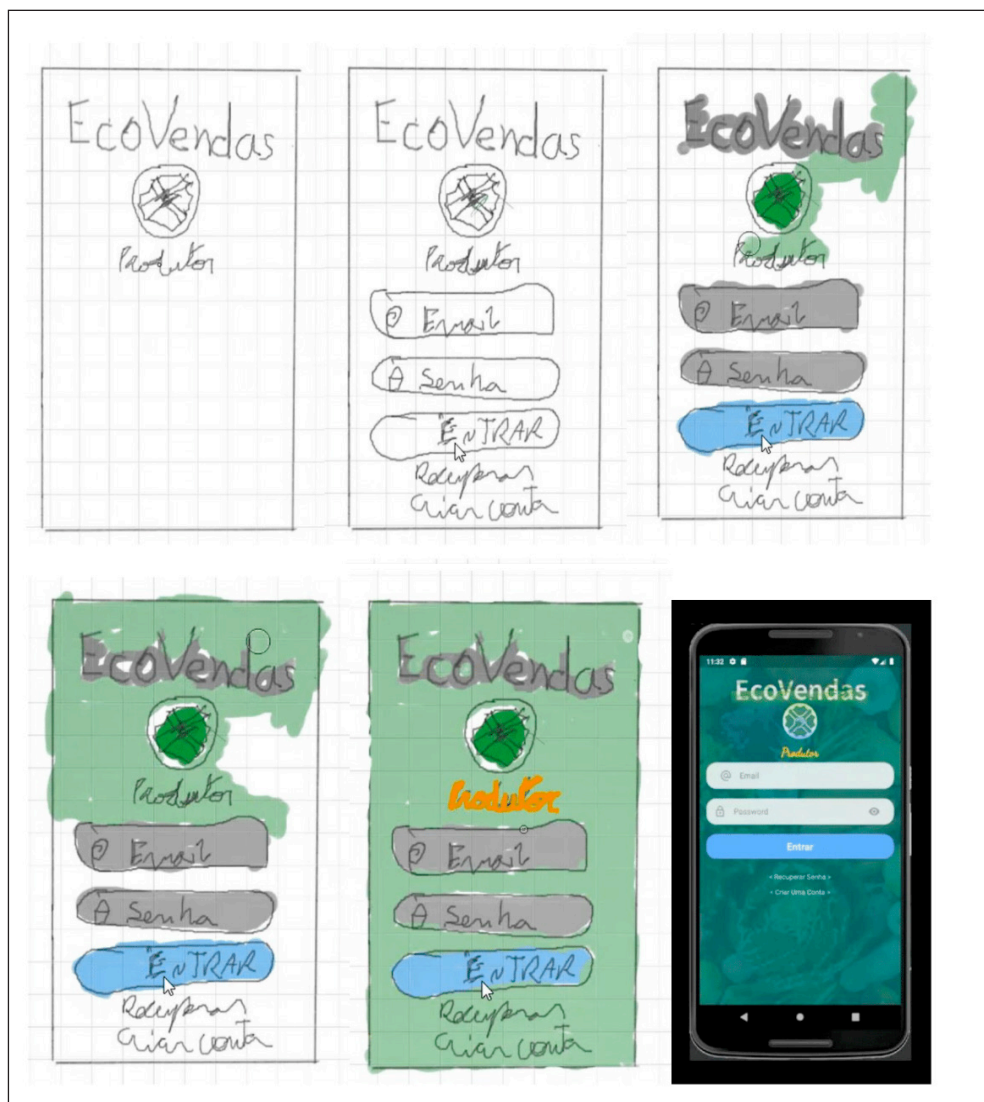 EcoVendas
Produtor
EcoVendas
Produtor
@ Email
Senha
ENTRAR
Recuperar
Criar conta
EcoVendas
Produtor
@ Email
Senha
ENTRAR
Recuperar
Criar conta
EcoVendas
Produtor
@ Email
Senha
ENTRAR
Recuperar
Criar conta
EcoVendas
Produtor
@ Email
Senha
ENTRAR
Recuperar
Criar conta
11:32
EcoVendas
Produtor
@ Email
Password
Entrar
< Recuperar Senha >
< Criar Uma Conta >